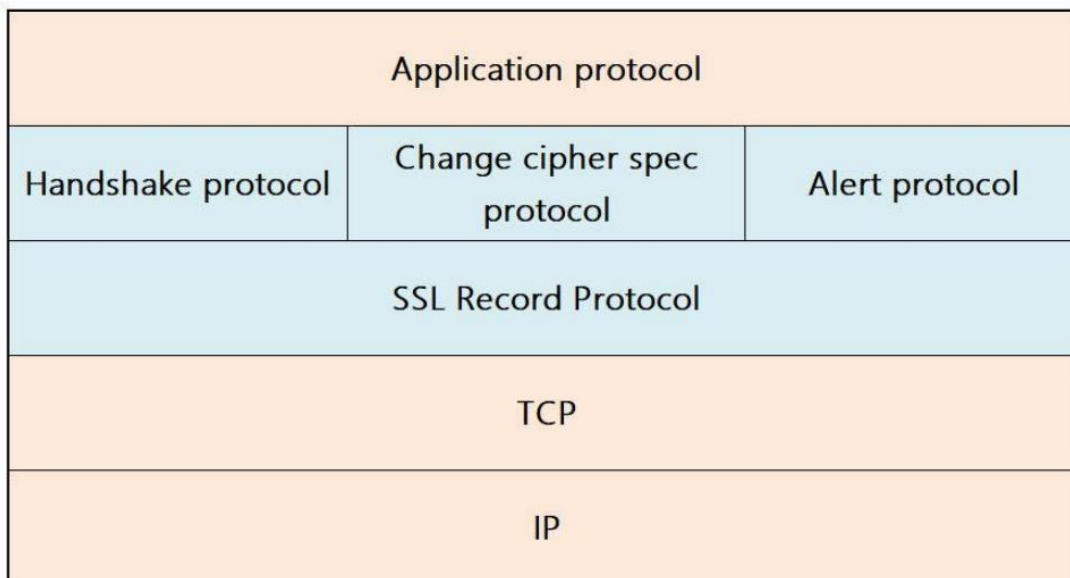 Application protocol
Handshake protocol
Change cipher spec
protocol
Alert protocol
SSL Record Protocol
TCP
IP